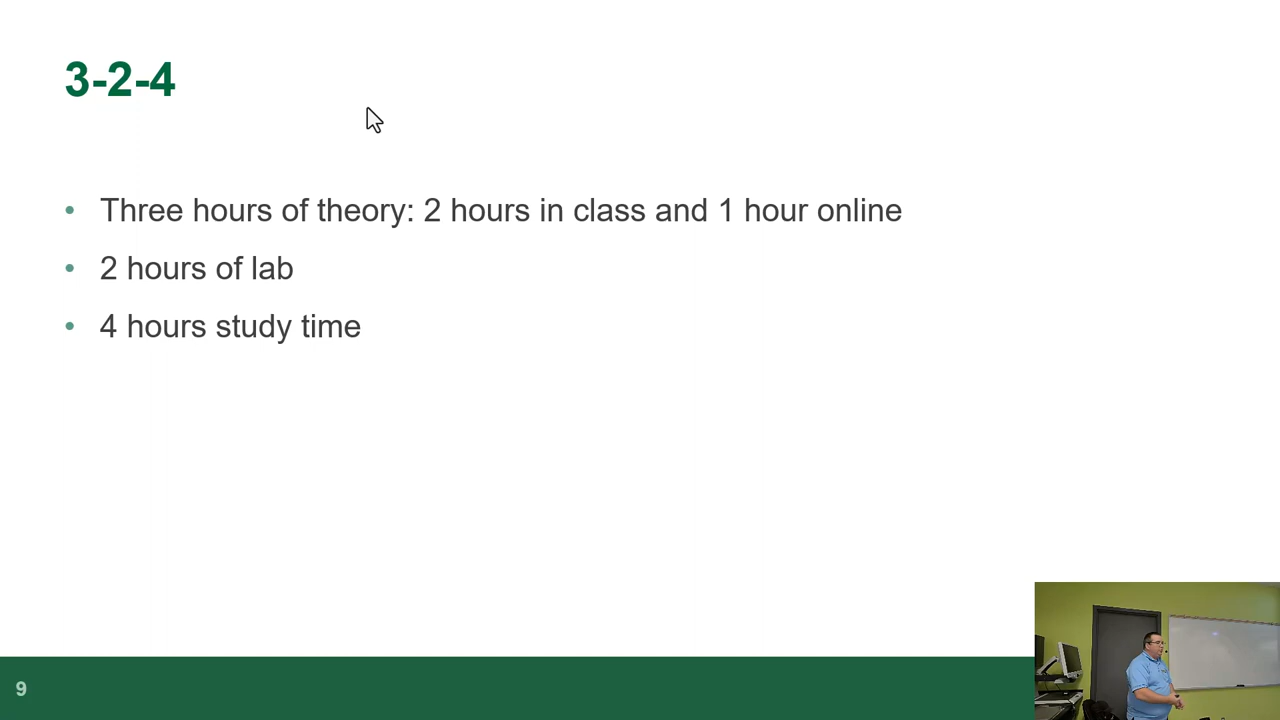 3-2-4
• Three hours of theory: 2 hours in class and 1 hour online
• 2 hours of lab
• 4 hours study time
9